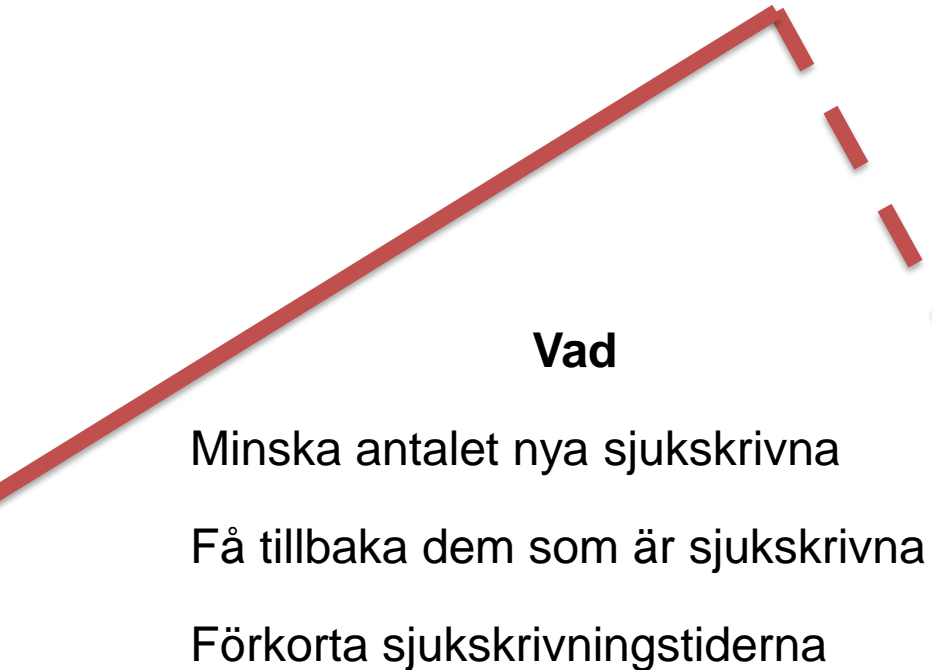 Vad
Minska antalet nya sjukskrivna
Få tillbaka dem som är sjukskrivna
Förkorta sjukskrivningstiderna